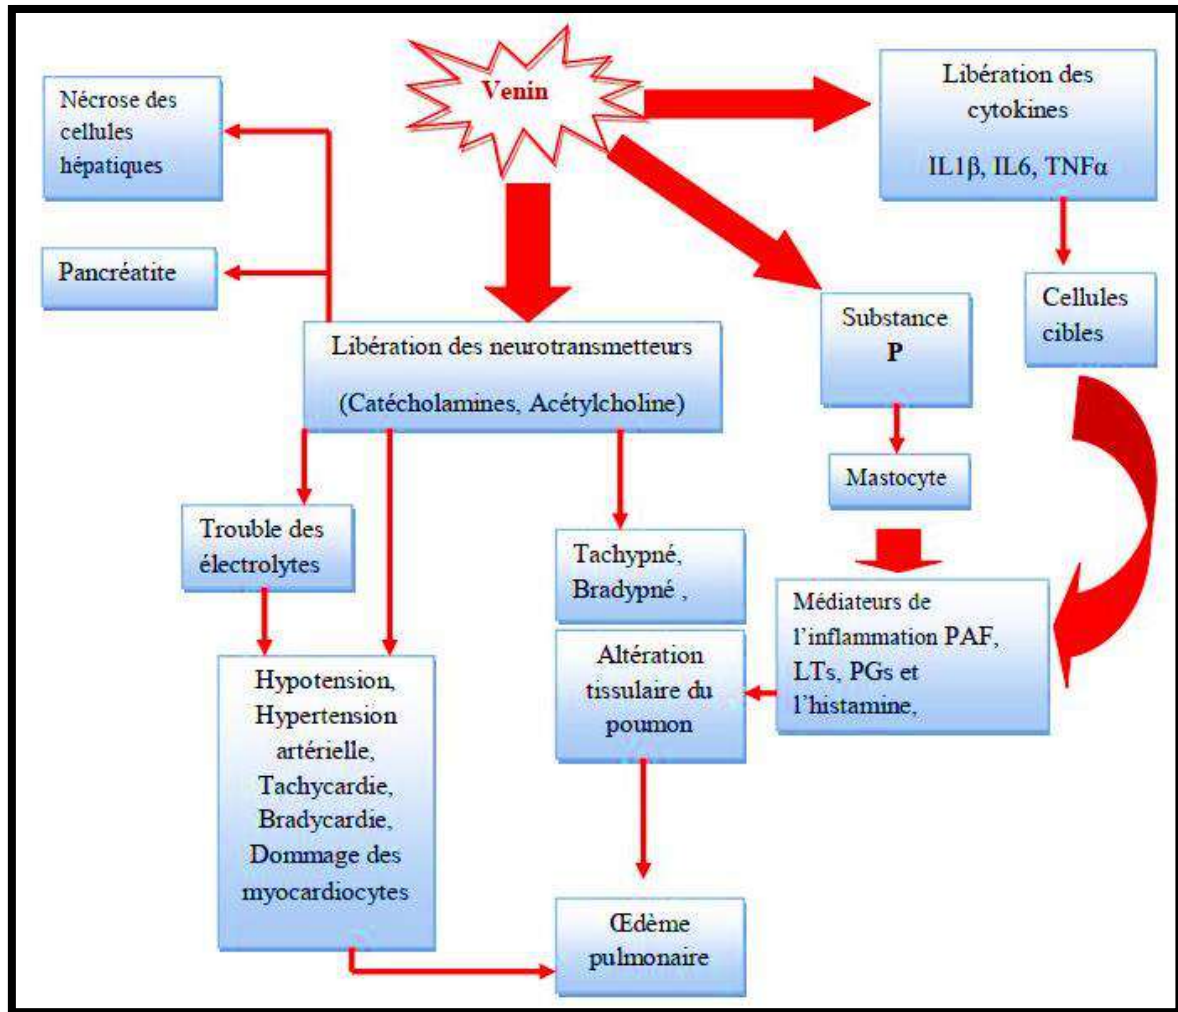 Venin
Libération des
cytokines
IL1β, IL6, TNFα
Nécrose des
cellules
hépatiques
Pancréatite
Cellules
cibles
Substance
P
Libération des neurotransmetteurs
(Catécholamines, Acétylcholine)
Mastocyte
Trouble des
électrolytes
Tachypné,
Bradypné ,
Médiateurs de
l’inflammation PAF,
LTs, PGs et
l’histamine,
Altération
tissulaire du
poumon
Hypotension,
Hypertension
artérielle,
Tachycardie,
Bradycardie,
Dommage des
myocardiocytes
Œdème
pulmonaire